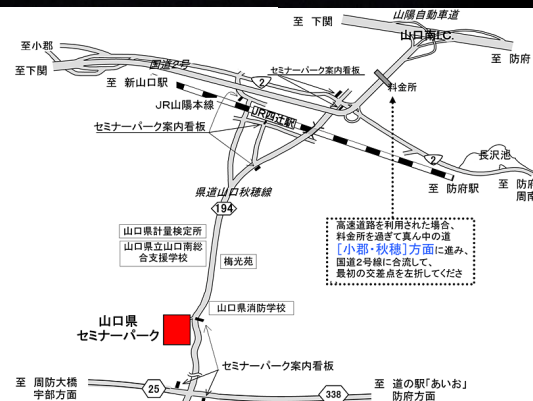 至 下関
山陽自動車道
山口南I.C.
至 防府
至小郡
至下関
国道2号
至 新山口駅
2
セミナーパーク案内看板
料金所
JR山陽本線
JR四辻駅
セミナーパーク案内看板
2
長沢池
至 防府駅
至 防府
周南
県道山口秋穂線
194
高速道路を利用された場合、
料金所を過ぎて真ん中の道
[小郡・秋穂]方面に進み、
国道2号線に合流して、
最初の交差点を左折してくださ
山口県計量検定所
山口県立山口南総
合支援学校
梅光苑
山口県消防学校
山口県
セミナーパーク
セミナーパーク案内看板
至 周防大橋
宇部方面
25
338
至 道の駅「あいお」
防府方面